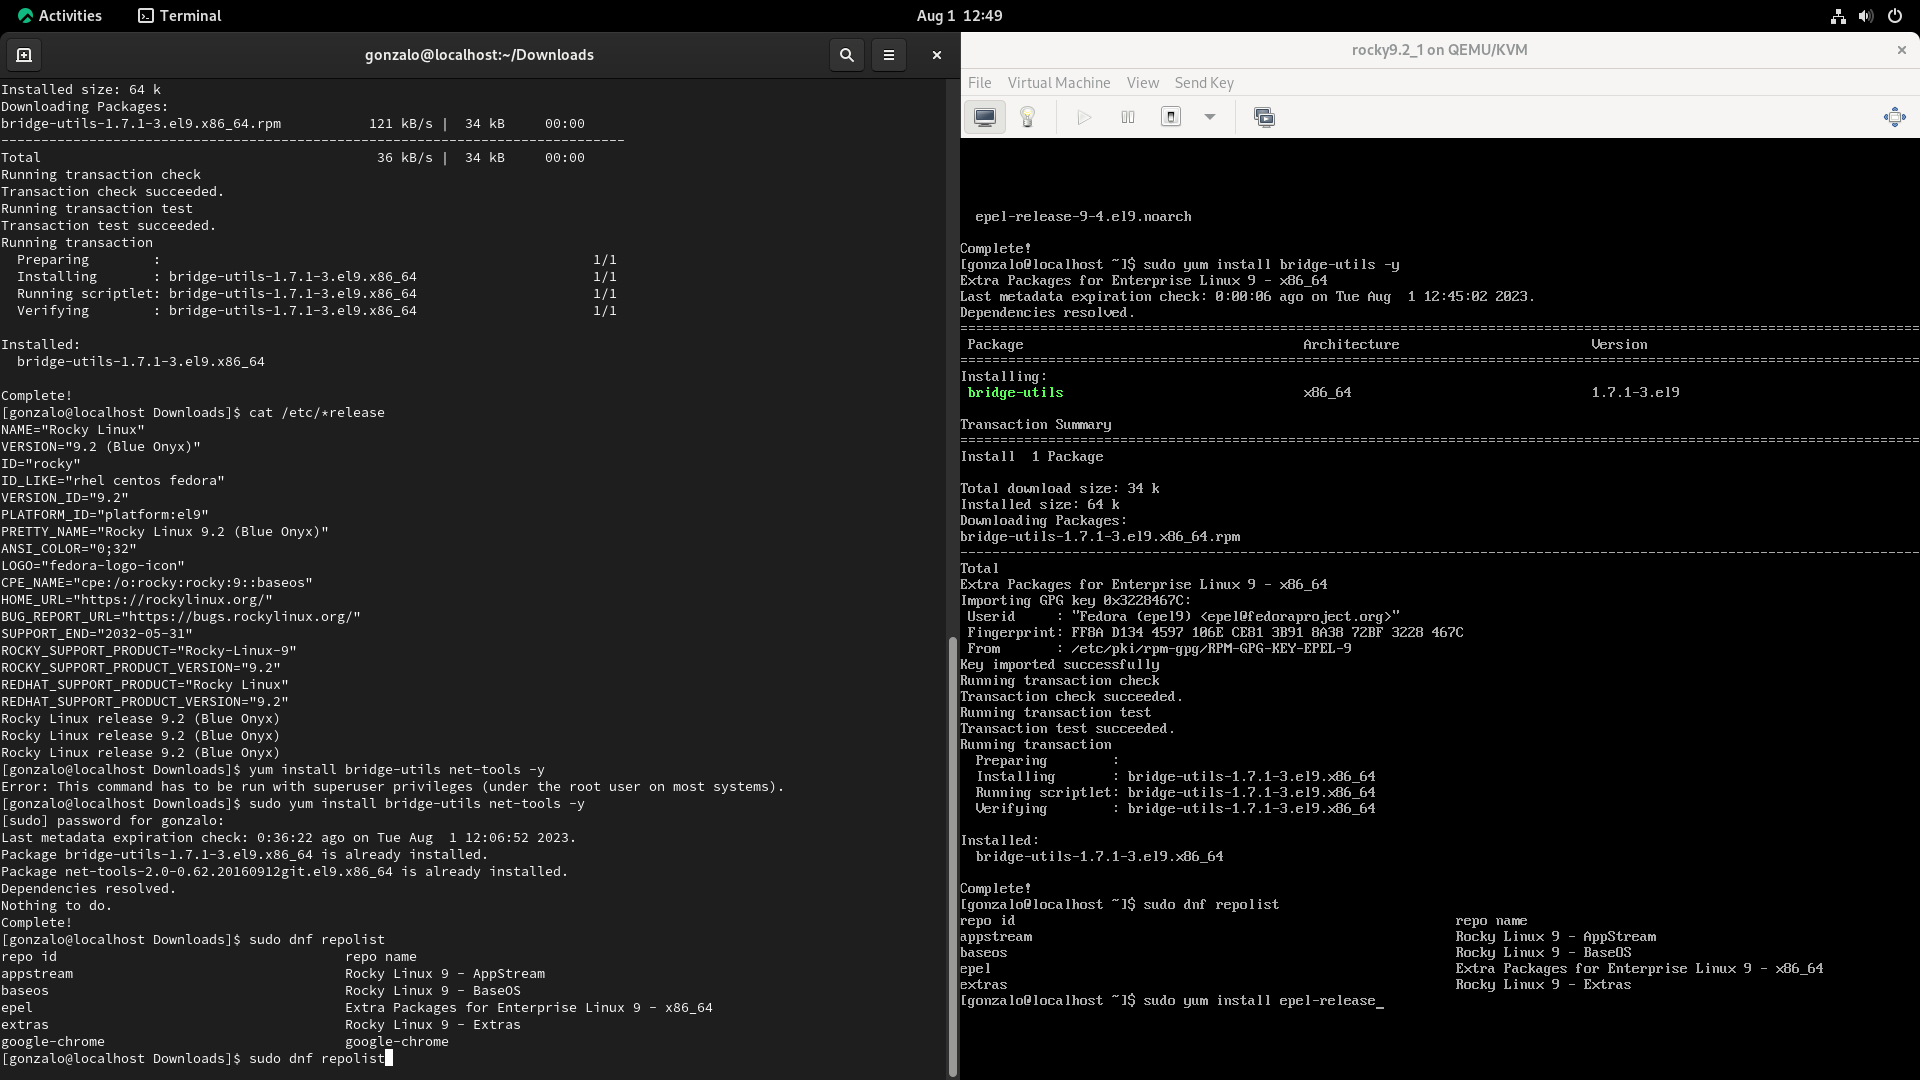 Activities Terminal Aug 1 12:49
gonzalo@localhost:~/Downloads
Installed size: 64 k
Downloading Packages:
bridge-utils-1.7.1-3.el9.x86_64.rpm 121 kB/s | 34 kB 00:00
--------------------------------------------------------------------------------
Total 36 kB/s | 34 kB 00:00
Running transaction check
Transaction check succeeded.
Running transaction test
Transaction test succeeded.
Running transaction
Preparing : 1/1
Installing : bridge-utils-1.7.1-3.el9.x86_64 1/1
Running scriptlet: bridge-utils-1.7.1-3.el9.x86_64 1/1
Verifying : bridge-utils-1.7.1-3.el9.x86_64 1/1
Installed:
bridge-utils-1.7.1-3.el9.x86_64
Complete!
[gonzalo@localhost Downloads]$ cat /etc/*release
NAME="Rocky Linux"
VERSION="9.2 (Blue Onyx)"
ID="rocky"
ID_LIKE="rhel centos fedora"
VERSION_ID="9.2"
PLATFORM_ID="platform:el9"
PRETTY_NAME="Rocky Linux 9.2 (Blue Onyx)"
ANSI_COLOR="0;32"
LOGO="fedora-logo-icon"
CPE_NAME="cpe:/o:rocky:rocky:9::baseos"
HOME_URL="https://rockylinux.org/"
BUG_REPORT_URL="https://bugs.rockylinux.org/"
SUPPORT_END="2032-05-31"
ROCKY_SUPPORT_PRODUCT="Rocky-Linux-9"
ROCKY_SUPPORT_PRODUCT_VERSION="9.2"
REDHAT_SUPPORT_PRODUCT="Rocky Linux"
REDHAT_SUPPORT_PRODUCT_VERSION="9.2"
Rocky Linux release 9.2 (Blue Onyx)
Rocky Linux release 9.2 (Blue Onyx)
Rocky Linux release 9.2 (Blue Onyx)
[gonzalo@localhost Downloads]$ yum install bridge-utils net-tools -y
Error: This command has to be run with superuser privileges (under the root user on most systems).
[gonzalo@localhost Downloads]$ sudo yum install bridge-utils net-tools -y
[sudo] password for gonzalo:
Last metadata expiration check: 0:36:22 ago on Tue Aug  1 12:06:52 2023.
Package bridge-utils-1.7.1-3.el9.x86_64 is already installed.
Package net-tools-2.0-0.62.20160912git.el9.x86_64 is already installed.
Dependencies resolved.
Nothing to do.
Complete!
[gonzalo@localhost Downloads]$ sudo dnf repolist
repo id repo name
appstream Rocky Linux 9 - AppStream
baseos Rocky Linux 9 - BaseOS
epel Extra Packages for Enterprise Linux 9 - x86_64
extras Rocky Linux 9 - Extras
google-chrome google-chrome
[gonzalo@localhost Downloads]$ sudo dnf repolist
rocky9.2_1 on QEMU/KVM
File Virtual Machine View Send Key
epel-release-9-4.el9.noarch
Complete!
[gonzalo@localhost ~]$ sudo yum install bridge-utils -y
Extra Packages for Enterprise Linux 9 - x86_64
Last metadata expiration check: 0:00:06 ago on Tue Aug  1 12:45:02 2023.
Dependencies resolved.
================================================================================
Package Architecture Version
================================================================================
Installing:
bridge-utils x86_64 1.7.1-3.el9
Transaction Summary
================================================================================
Install  1 Package
Total download size: 34 k
Installed size: 64 k
Downloading Packages:
bridge-utils-1.7.1-3.el9.x86_64.rpm
--------------------------------------------------------------------------------
Total
Extra Packages for Enterprise Linux 9 - x86_64
Importing GPG key 0x3228467C:
Userid : "Fedora (epel9) <epel@fedoraproject.org>"
Fingerprint: FF8A D134 4597 106E CE81 3B91 8A38 72BF 3228 467C
From : /etc/pki/rpm-gpg/RPM-GPG-KEY-EPEL-9
Key imported successfully
Running transaction check
Transaction check succeeded.
Running transaction test
Transaction test succeeded.
Running transaction
Preparing :
Installing : bridge-utils-1.7.1-3.el9.x86_64
Running scriptlet: bridge-utils-1.7.1-3.el9.x86_64
Verifying : bridge-utils-1.7.1-3.el9.x86_64
Installed:
bridge-utils-1.7.1-3.el9.x86_64
Complete!
[gonzalo@localhost ~]$ sudo dnf repolist
repo id repo name
appstream Rocky Linux 9 - AppStream
baseos Rocky Linux 9 - BaseOS
epel Extra Packages for Enterprise Linux 9 - x86_64
extras Rocky Linux 9 - Extras
[gonzalo@localhost ~]$ sudo yum install epel-release_